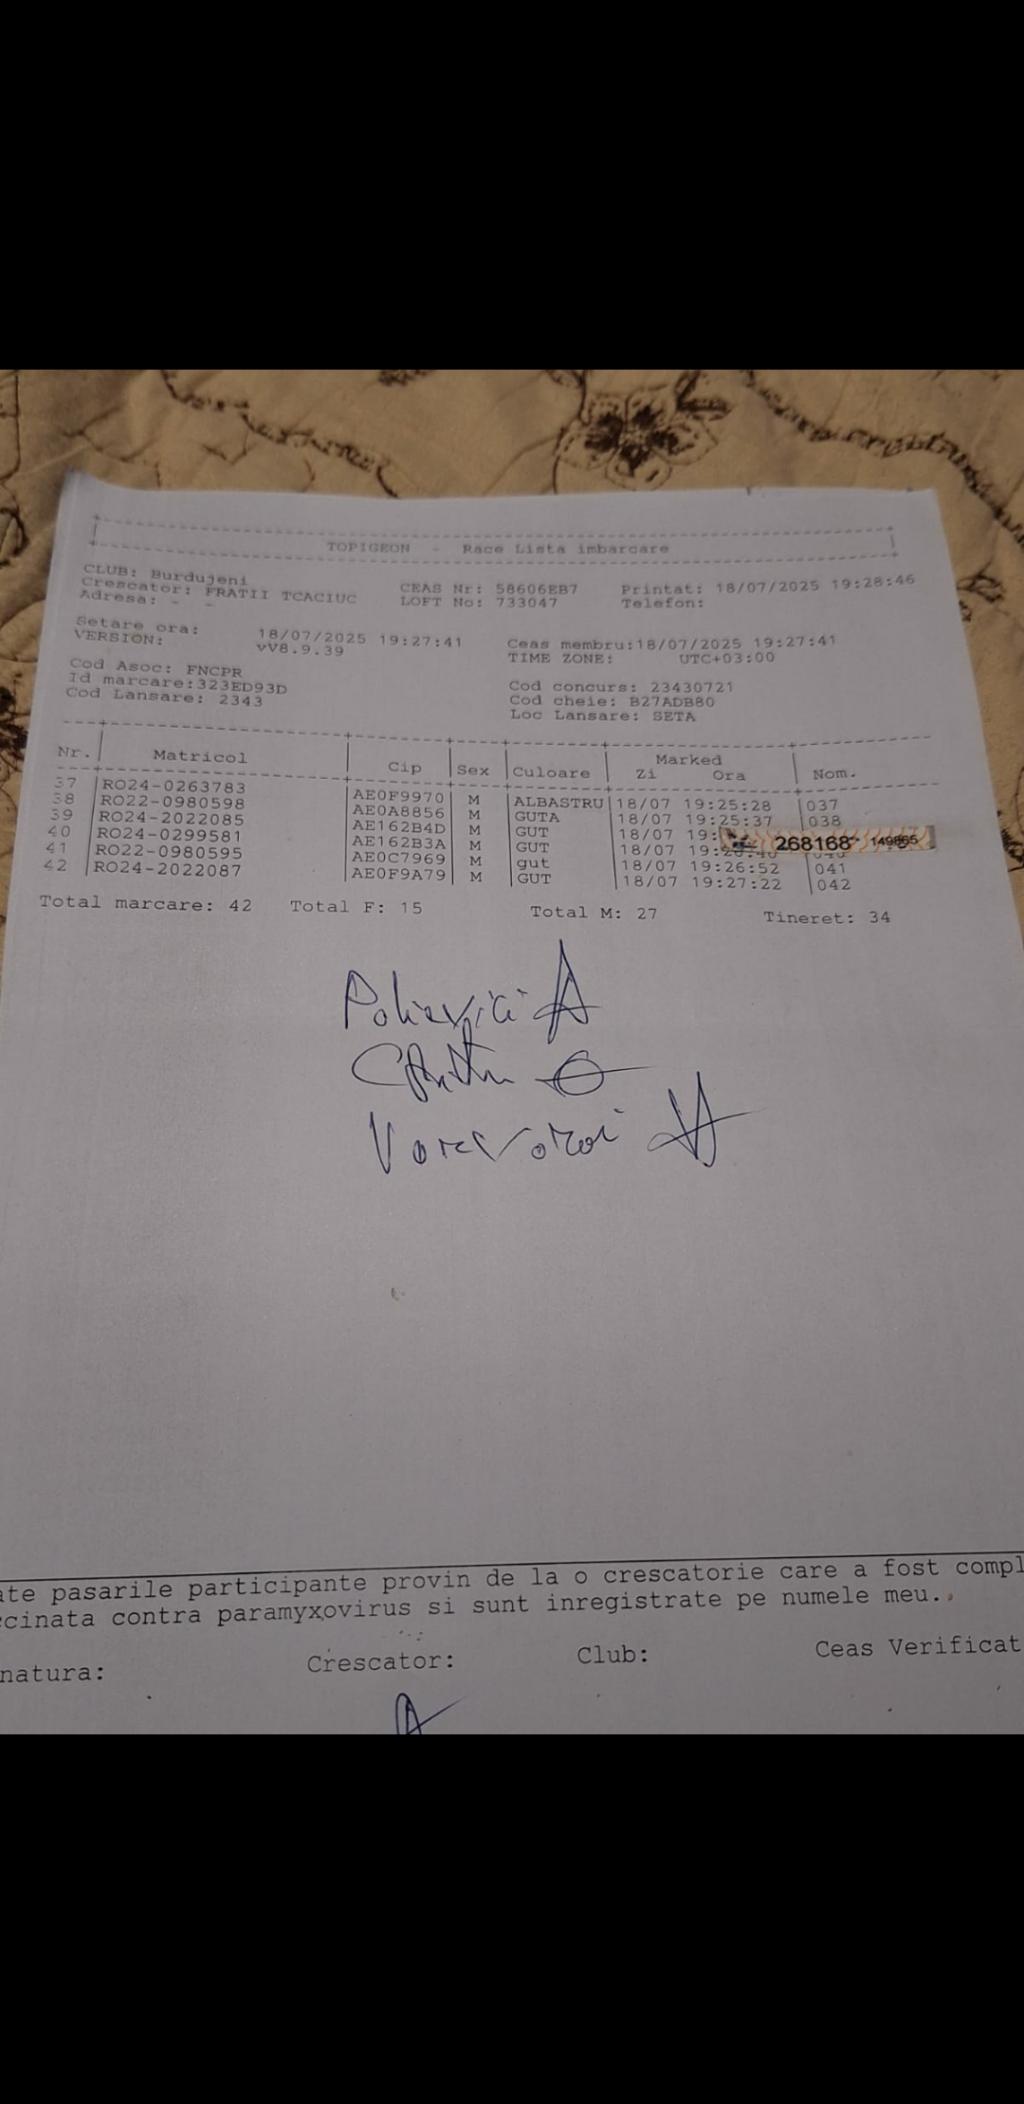 TOPIGEON - Race Lista imbarcare
CLUB: Burdujeni
Crescator: FRATII TCACIUC CEAS Nr: 58606EB7 Printat: 18/07/2025 19:28:46
Adresa: - - LOFT No: 733047 Telefon:
Setare ora: 18/07/2025 19:27:41 Ceas membru:18/07/2025 19:27:41
VERSION: vV8.9.39 TIME ZONE: UTC+03:00
Cod Asoc: FNCPR
Id marcare:323ED93D Cod concurs: 23430721
Cod Lansare: 2343 Cod cheie: B27ADB80
Loc Lansare: SETA
Nr. Matricol Cip Sex Culoare Marked Zi Ora Nom.
37 RO24-0263783 AE0F9970 M ALBASTRU 18/07 19:25:28 037
38 RO22-0980598 AE0A8856 M GUTA 18/07 19:25:37 038
39 RO24-2022085 AE162B4D M GUT 18/07 19: 268168 149865
40 RO24-0299581 AE162B3A M GUT 18/07 19:
41 RO22-0980595 AE0C7969 M gut 18/07 19:26:52 041
42 RO24-2022087 AE0F9A79 M GUT 18/07 19:27:22 042
Total marcare: 42 Total F: 15 Total M: 27 Tineret: 34
ate pasarile participante provin de la o crescatorie care a fost compl
ccinata contra paramyxovirus si sunt inregistrate pe numele meu.
natura: Crescator: Club: Ceas Verificat